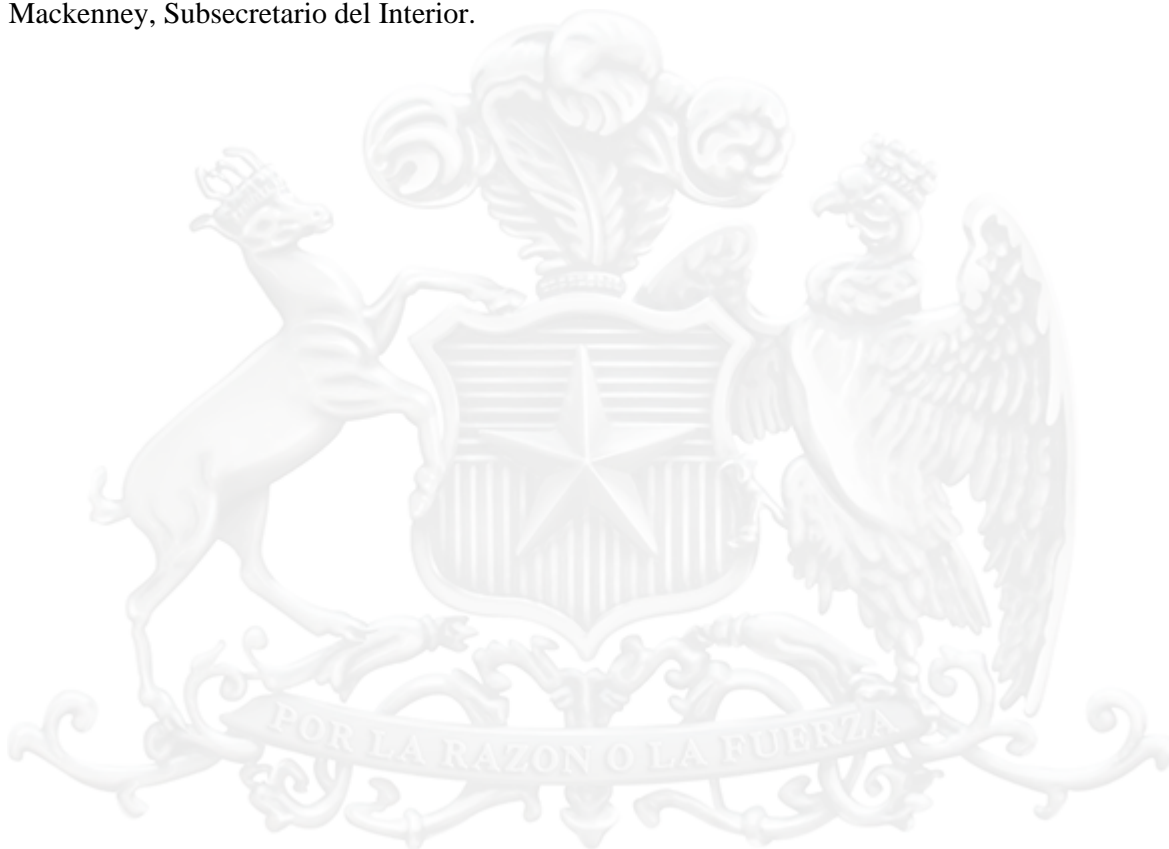 Mackenney, Subsecretario del Interior.
POR LA RAZON O LA FUERZA